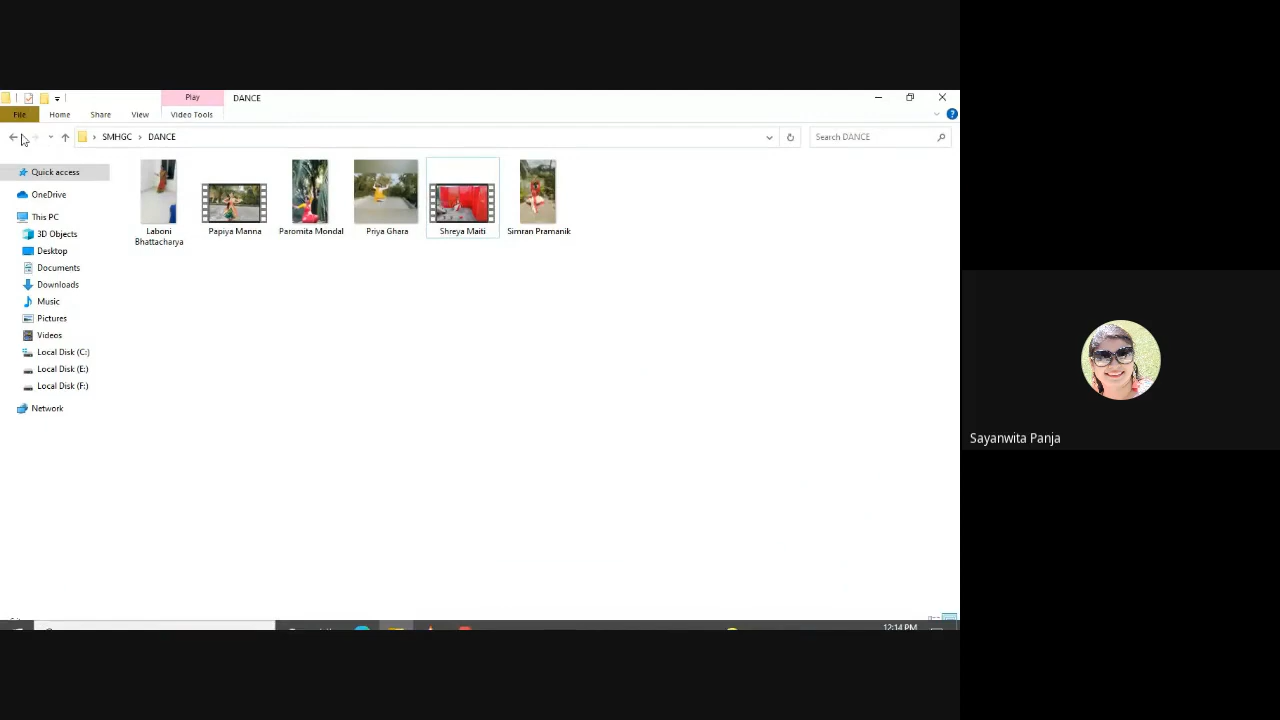 Play
DANCE
File
Home
Share
View
Video Tools
SMHGC
DANCE
Search DANCE
Quick access
OneDrive
This PC
3D Objects
Desktop
Documents
Downloads
Music
Pictures
Videos
Local Disk (C:)
Local Disk (E:)
Local Disk (F:)
Network
Laboni
Bhattacharya
Papiya Manna
Paromita Mondal
Priya Ghara
Shreya Maiti
Simran Pramanik
12:14 PM
Sayanwita Panja